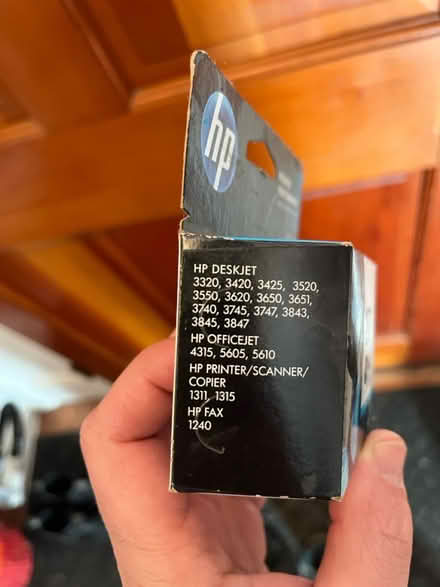 hp
HP DESKJET
3320, 3420, 3425, 3520,
3550, 3620, 3650, 3651,
3740, 3745, 3747, 3843,
3845, 3847
HP OFFICEJET
4315, 5605, 5610
HP PRINTER/SCANNER/
COPIER
1311, 1315
HP FAX
1240